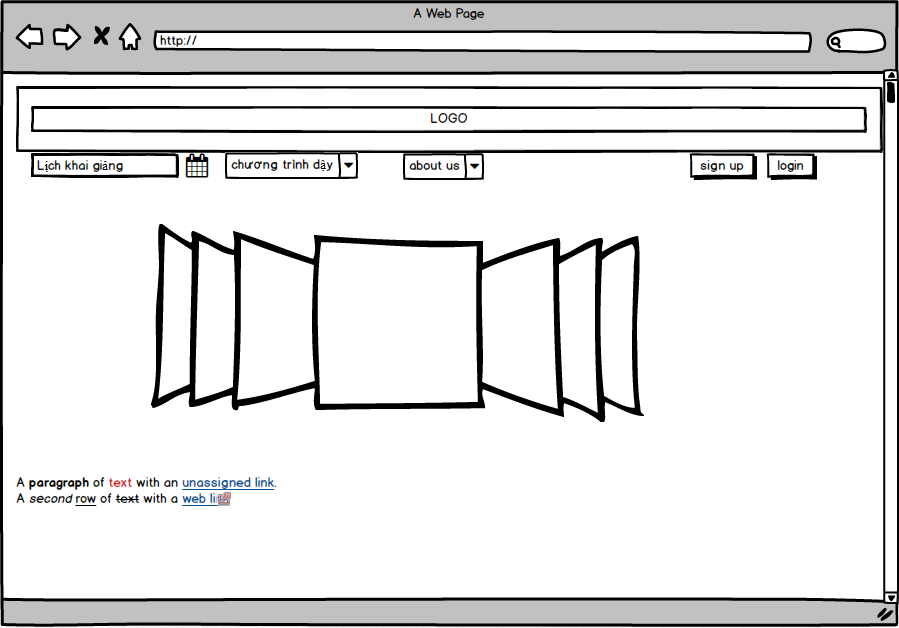 A Web Page
http://
LOGO
Lịch khai giảng
chương trình dậy
about us
sign up
login
A paragraph of text with an unassigned link.
A second row of text with a web li